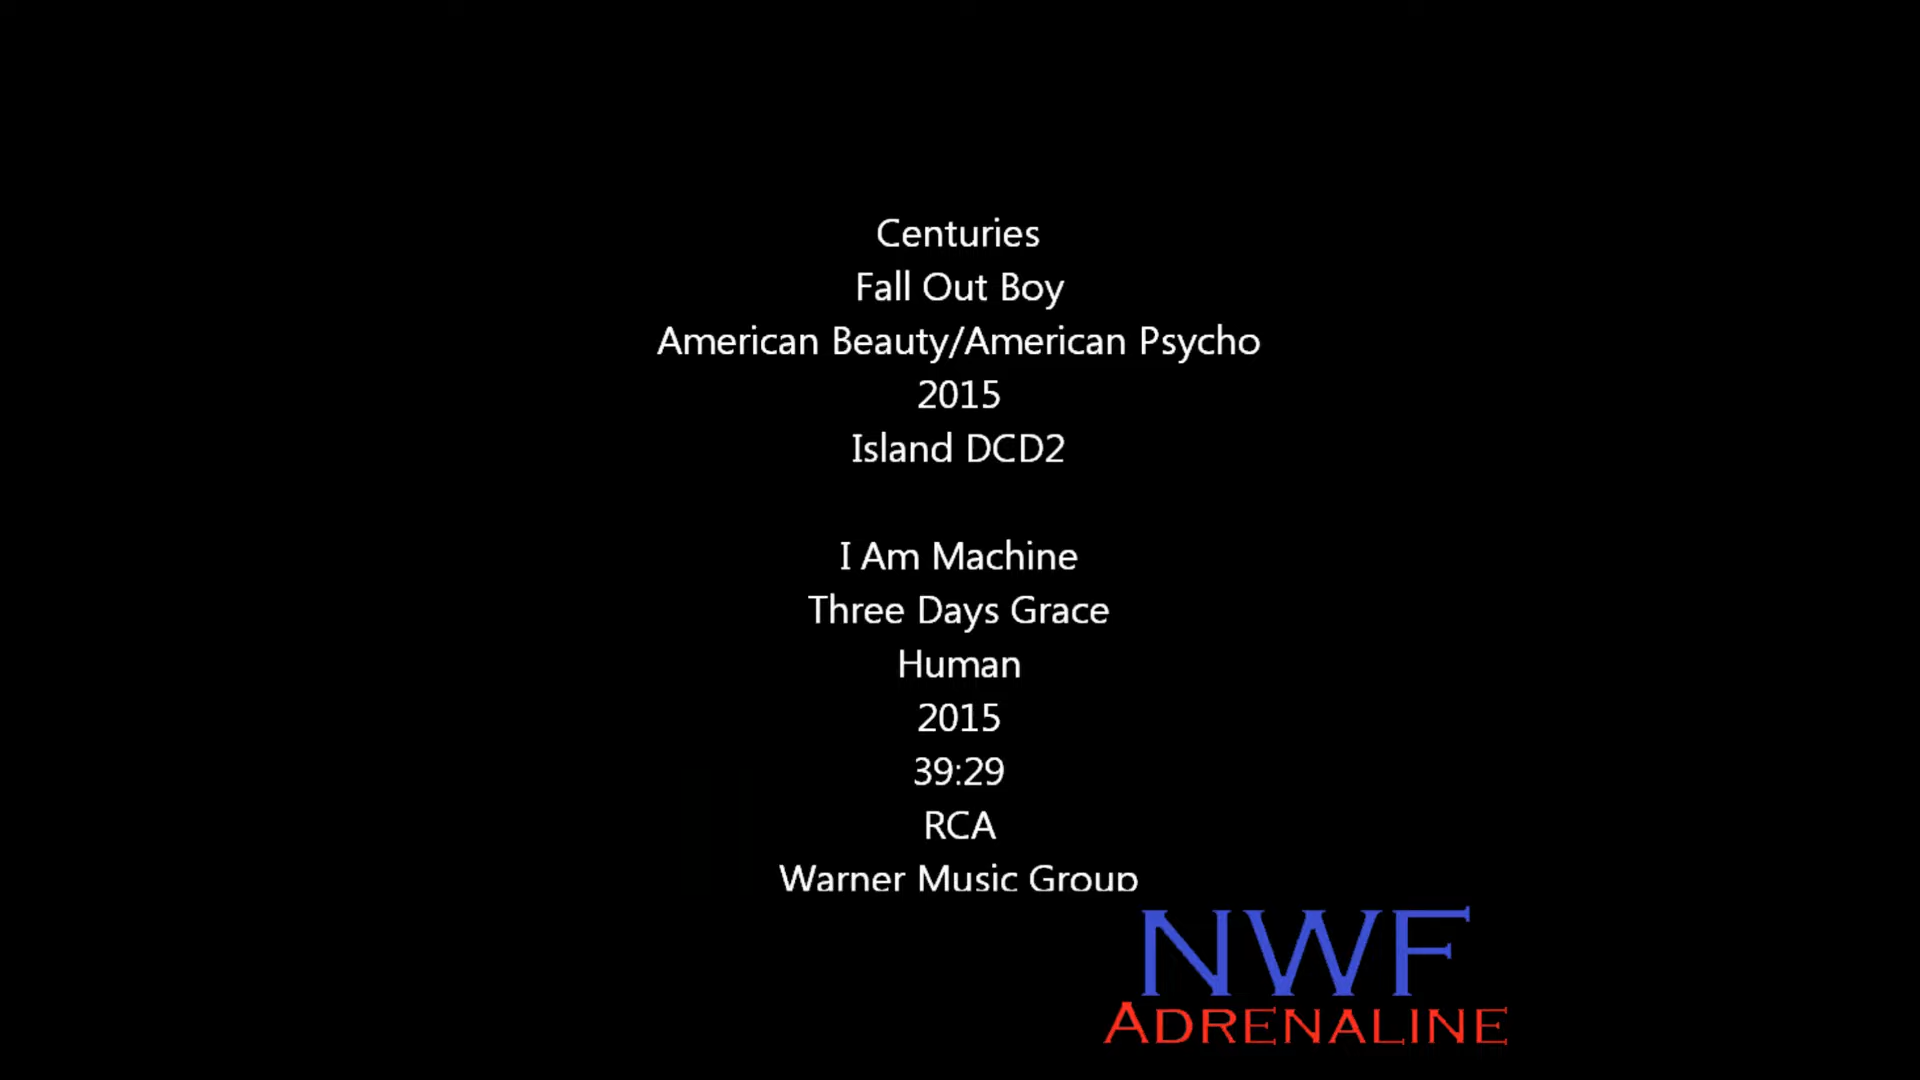 Centuries
Fall Out Boy
American Beauty/American Psycho
2015
Island DCD2
I Am Machine
Three Days Grace
Human
2015
39:29
RCA
Warner Music Group
NWF
ADRENALINE